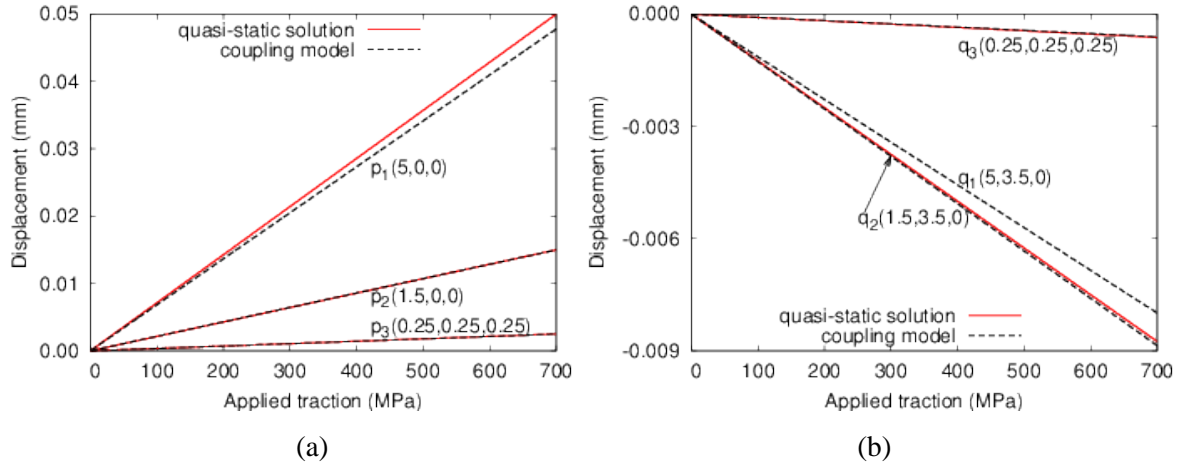 0.05
0.04
0.03
0.02
0.01
0.00
Displacement (mm)
quasi-static solution
coupling model
p1(5,0,0)
p2(1.5,0,0)
p3(0.25,0.25,0.25)
0 100 200 300 400 500 600 700
Applied traction (MPa)
(a)
0.000
-0.003
-0.006
-0.009
Displacement (mm)
q3(0.25,0.25,0.25)
q1(5,3.5,0)
q2(1.5,3.5,0)
quasi-static solution
coupling model
0 100 200 300 400 500 600 700
Applied traction (MPa)
(b)